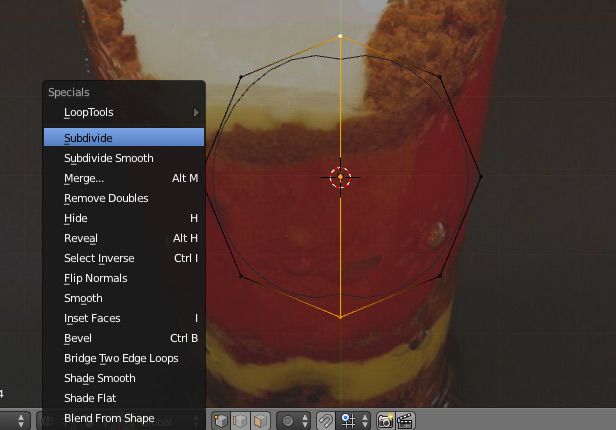 Specials
LoopTools
Subdivide
Subdivide Smooth
Merge... Alt M
Remove Doubles
Hide H
Reveal Alt H
Select Inverse Ctrl I
Flip Normals
Smooth
Inset Faces I
Bevel Ctrl B
Bridge Two Edge Loops
Shade Smooth
4
Shade Flat
Blend From Shape